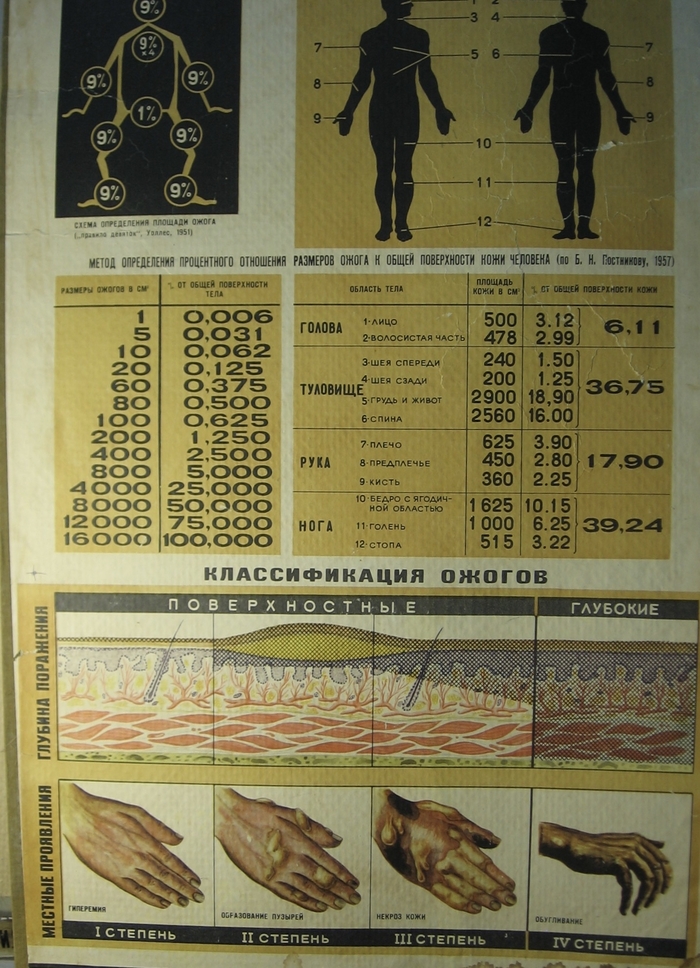 9%
9%
×4
9%
9%
1%
9%
9%
9%
9%
СХЕМА ОПРЕДЕЛЕНИЯ ПЛОЩАДИ ОЖОГА
(„правило девяток“, Уоллес, 1951)
1 2
3 4
7 7
5 6
8 8
9 9
10
11
12
МЕТОД ОПРЕДЕЛЕНИЯ ПРОЦЕНТНОГО ОТНОШЕНИЯ РАЗМЕРОВ ОЖОГА К ОБЩЕЙ ПОВЕРХНОСТИ КОЖИ ЧЕЛОВЕКА (по Б. Н. Постникову, 1957)
РАЗМЕРЫ ОЖОГОВ В СМ² % ОТ ОБЩЕЙ ПОВЕРХНОСТИ ТЕЛА
1 0,006
5 0,031
10 0,062
20 0,125
60 0,375
80 0,500
100 0,625
200 1,250
400 2,500
800 5,000
4000 25,000
8000 50,000
12000 75,000
16000 100,000
ОБЛАСТЬ ТЕЛА ПЛОЩАДЬ КОЖИ В СМ² % ОТ ОБЩЕЙ ПОВЕРХНОСТИ КОЖИ
ГОЛОВА 1·ЛИЦО 500 3.12 6,11
2·ВОЛОСИСТАЯ ЧАСТЬ 478 2.99
ТУЛОВИЩЕ 3·ШЕЯ СПЕРЕДИ 240 1.50 36,75
4·ШЕЯ СЗАДИ 200 1.25
5·ГРУДЬ И ЖИВОТ 2900 18,90
6·СПИНА 2560 16.00
РУКА 7·ПЛЕЧО 625 3.90 17,90
8·ПРЕДПЛЕЧЬЕ 450 2.80
9·КИСТЬ 360 2.25
НОГА 10·БЕДРО С ЯГОДИЧ-
НОЙ ОБЛАСТЬЮ 1625 10.15 39,24
11·ГОЛЕНЬ 1000 6.25
12·СТОПА 515 3.22
КЛАССИФИКАЦИЯ ОЖОГОВ
ПОВЕРХНОСТНЫЕ ГЛУБОКИЕ
ГЛУБИНА ПОРАЖЕНИЯ
МЕСТНЫЕ ПРОЯВЛЕНИЯ
ГИПЕРЕМИЯ
ОБРАЗОВАНИЕ ПУЗЫРЕЙ
НЕКРОЗ КОЖИ
ОБУГЛИВАНИЕ
I СТЕПЕНЬ
II СТЕПЕНЬ
III СТЕПЕНЬ
IV СТЕПЕНЬ